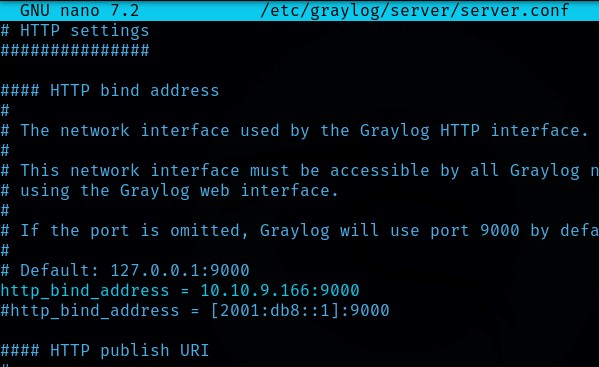 GNU nano 7.2 /etc/graylog/server/server.conf
# HTTP settings
###############
#### HTTP bind address
#
# The network interface used by the Graylog HTTP interface.
#
# This network interface must be accessible by all Graylog n
# using the Graylog web interface.
#
# If the port is omitted, Graylog will use port 9000 by defa
#
# Default: 127.0.0.1:9000
http_bind_address = 10.10.9.166:9000
#http_bind_address = [2001:db8::1]:9000
#### HTTP publish URI
#